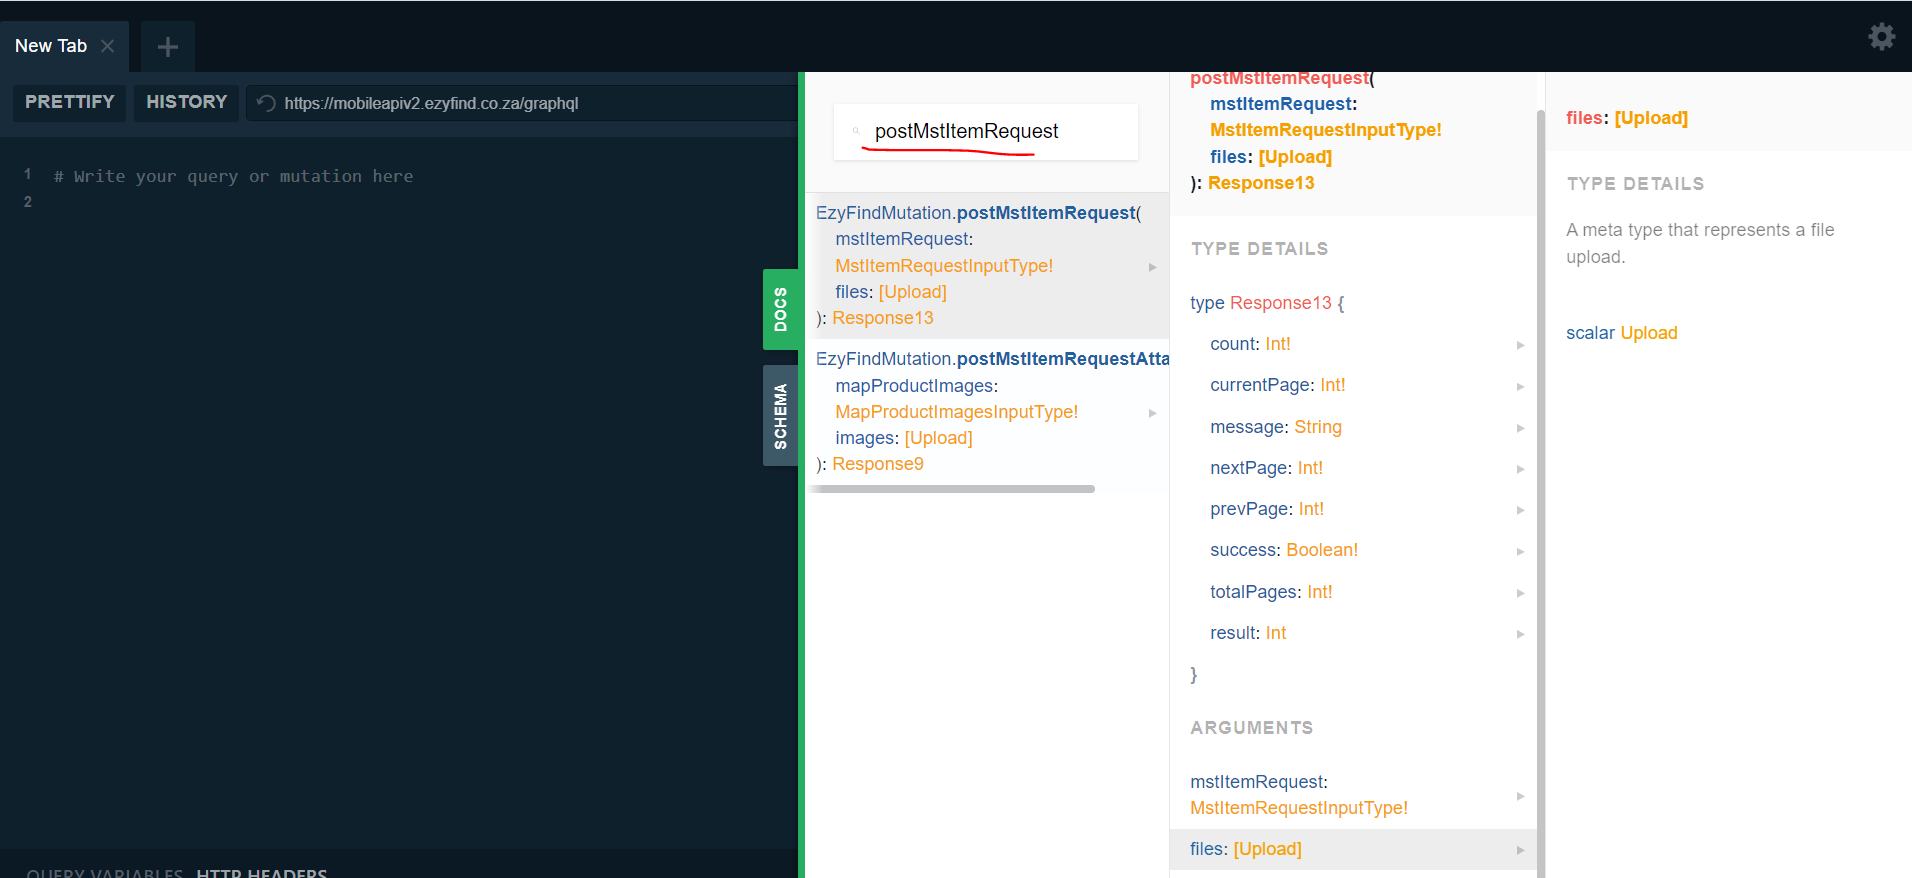 New Tab
PRETTIFY
HISTORY
https://mobileapiv2.ezyfind.co.za/graphql
1 # Write your query or mutation here
2
DOCS
SCHEMA
postMstItemRequest
EzyFindMutation.postMstItemRequest(
mstItemRequest:
MstItemRequestInputType!
files: [Upload]
): Response13
EzyFindMutation.postMstItemRequestAtta
mapProductImages:
MapProductImagesInputType!
images: [Upload]
): Response9
postMstItemRequest(
mstItemRequest:
MstItemRequestInputType!
files: [Upload]
): Response13
TYPE DETAILS
type Response13 {
count: Int!
currentPage: Int!
message: String
nextPage: Int!
prevPage: Int!
success: Boolean!
totalPages: Int!
result: Int
}
ARGUMENTS
mstItemRequest:
MstItemRequestInputType!
files: [Upload]
files: [Upload]
TYPE DETAILS
A meta type that represents a file
upload.
scalar Upload
QUERY VARIABLES HTTP HEADERS